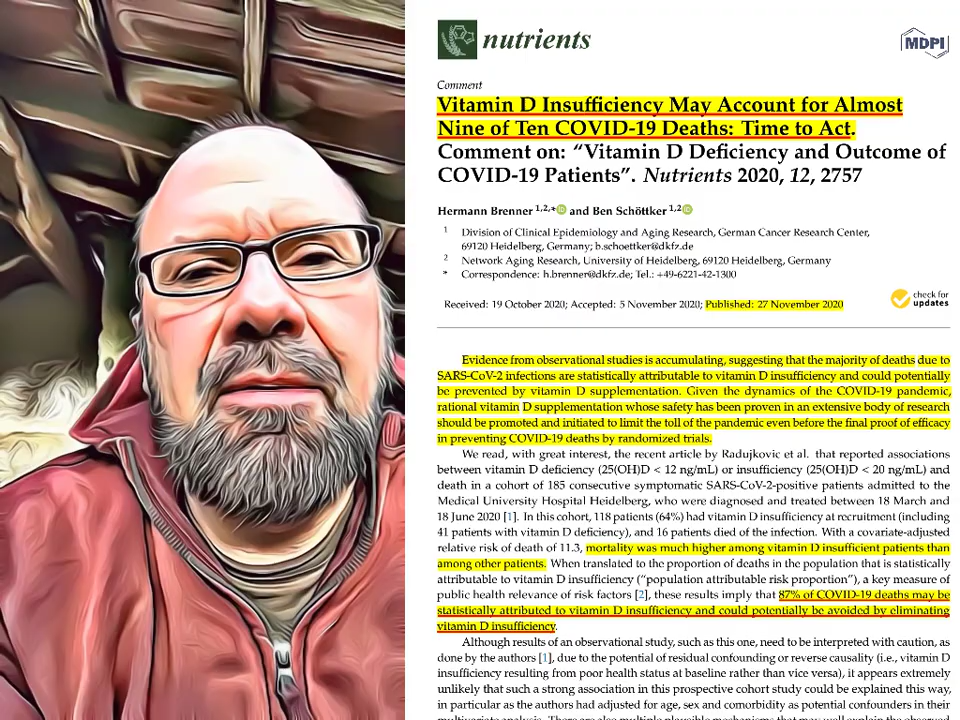 nutrients
MDPI
Comment
Vitamin D Insufficiency May Account for Almost
Nine of Ten COVID-19 Deaths: Time to Act.
Comment on: “Vitamin D Deficiency and Outcome of
COVID-19 Patients”. Nutrients 2020, 12, 2757
Hermann Brenner 1,2,* and Ben Schöttker 1,2
1 Division of Clinical Epidemiology and Aging Research, German Cancer Research Center,
69120 Heidelberg, Germany; b.schoettker@dkfz.de
2 Network Aging Research, University of Heidelberg, 69120 Heidelberg, Germany
* Correspondence: h.brenner@dkfz.de; Tel.: +49-6221-42-1300
Received: 19 October 2020; Accepted: 5 November 2020; Published: 27 November 2020
check for
updates
Evidence from observational studies is accumulating, suggesting that the majority of deaths due to
SARS-CoV-2 infections are statistically attributable to vitamin D insufficiency and could potentially
be prevented by vitamin D supplementation. Given the dynamics of the COVID-19 pandemic,
rational vitamin D supplementation whose safety has been proven in an extensive body of research
should be promoted and initiated to limit the toll of the pandemic even before the final proof of efficacy
in preventing COVID-19 deaths by randomized trials.
We read, with great interest, the recent article by Radujkovic et al. that reported associations
between vitamin D deficiency (25(OH)D < 12 ng/mL) or insufficiency (25(OH)D < 20 ng/mL) and
death in a cohort of 185 consecutive symptomatic SARS-CoV-2-positive patients admitted to the
Medical University Hospital Heidelberg, who were diagnosed and treated between 18 March and
18 June 2020 [1]. In this cohort, 118 patients (64%) had vitamin D insufficiency at recruitment (including
41 patients with vitamin D deficiency), and 16 patients died of the infection. With a covariate-adjusted
relative risk of death of 11.3, mortality was much higher among vitamin D insufficient patients than
among other patients. When translated to the proportion of deaths in the population that is statistically
attributable to vitamin D insufficiency (“population attributable risk proportion”), a key measure of
public health relevance of risk factors [2], these results imply that 87% of COVID-19 deaths may be
statistically attributed to vitamin D insufficiency and could potentially be avoided by eliminating
vitamin D insufficiency.
Although results of an observational study, such as this one, need to be interpreted with caution, as
done by the authors [1], due to the potential of residual confounding or reverse causality (i.e., vitamin D
insufficiency resulting from poor health status at baseline rather than vice versa), it appears extremely
unlikely that such a strong association in this prospective cohort study could be explained this way,
in particular as the authors had adjusted for age, sex and comorbidity as potential confounders in their